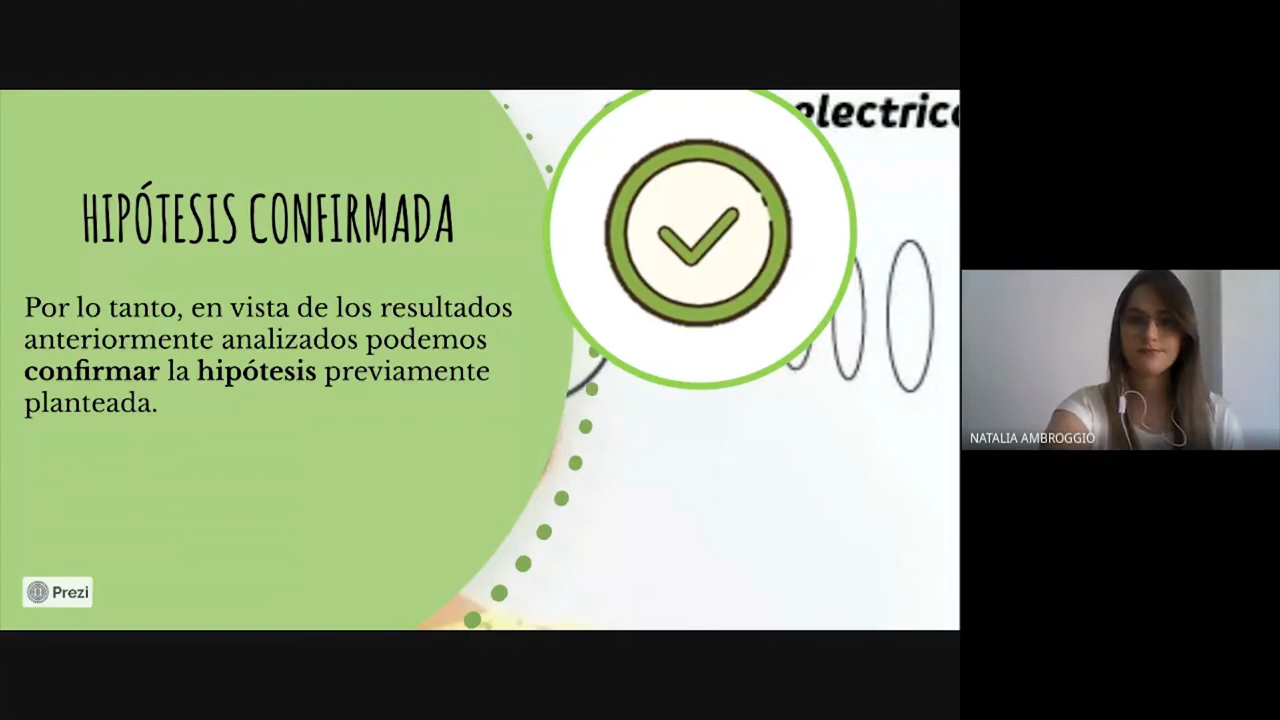 HIPÓTESIS CONFIRMADA
Por lo tanto, en vista de los resultados
anteriormente analizados podemos
confirmar la hipótesis previamente
planteada.
Prezi
NATALIA AMBROGGIO